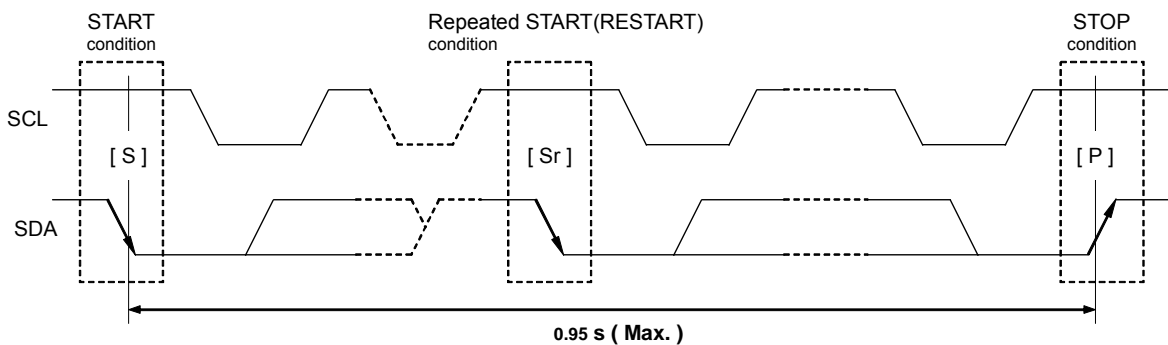 START
condition
Repeated START(RESTART)
condition
STOP
condition
SCL
[ S ]
[ Sr ]
[ P ]
SDA
0.95 s ( Max. )